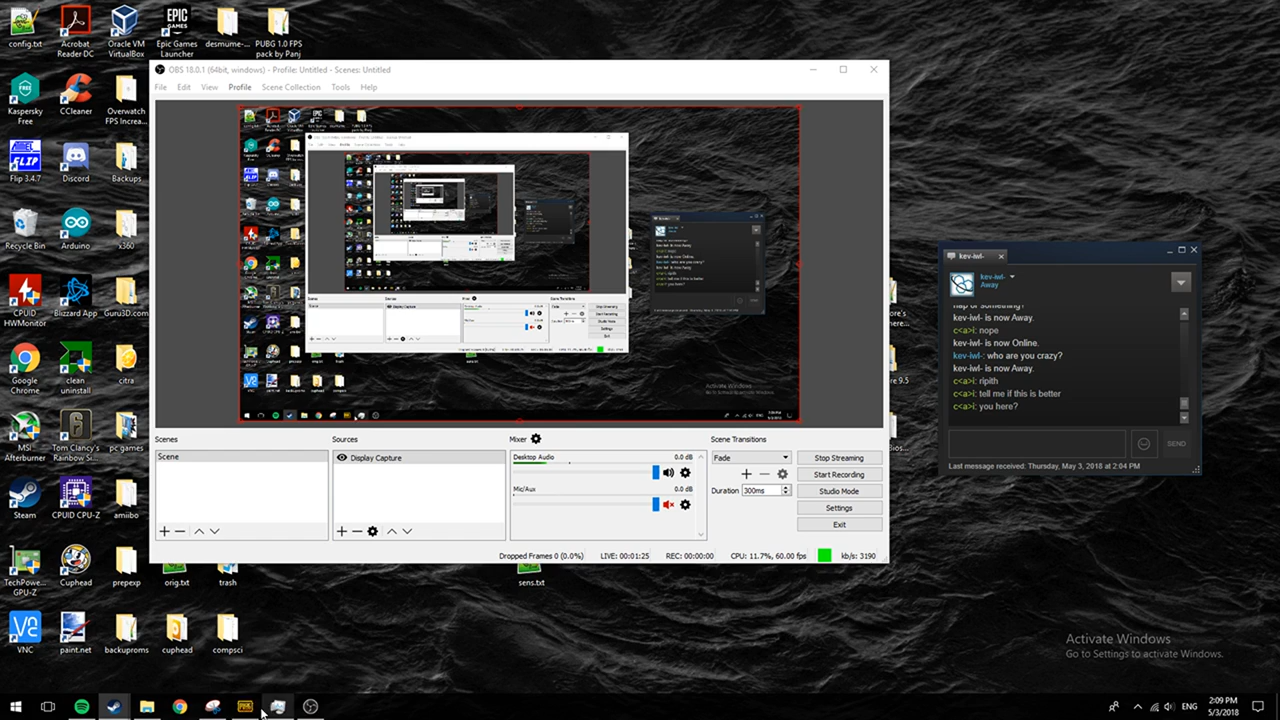 config.txt
Acrobat
Reader DC
Oracle VM
VirtualBox
EPIC
GAMES
Epic Games
Launcher
desmume-...
PUBG 1.0 FPS
pack by Panj
FREE
Kaspersky
Free
CCleaner
Overwatch
FPS Increa...
FLIP
Flip 3.4.7
Discord
Backups
Recycle Bin
Arduino
x360
CPUID
HWMonitor
Blizzard App
Guru3D.com
Google
Chrome
clean
uninstall
citra
MSI
Afterburner
Tom Clancy's
Rainbow Si...
pc games
Steam
CPUID CPU-Z
amiibo
TechPowe...
GPU-Z
Cuphead
prepexp
orig.txt
trash
sens.txt
VNC
paint.net
backuproms
cuphead
compsci
OBS 18.0.1 (64bit, windows) - Profile: Untitled - Scenes: Untitled
File Edit View Profile Scene Collection Tools Help
Scenes
Scene
Sources
Display Capture
Mixer
Desktop Audio 0.0 dB
Mic/Aux 0.0 dB
Scene Transitions
Fade
Duration 300ms
Stop Streaming
Start Recording
Studio Mode
Settings
Exit
Dropped Frames 0 (0.0%) LIVE: 00:01:25 REC: 00:00:00 CPU: 11.7%, 60.00 fps kb/s: 3190
kev-iwl-
kev-iwl-
Away
kev-iwl- is now Away.
c<a>i: nope
kev-iwl- is now Online.
kev-iwl-: who are you crazy?
kev-iwl- is now Away.
c<a>i: ripith
c<a>i: tell me if this is better
c<a>i: you here?
SEND
Last message received: Thursday, May 3, 2018 at 2:04 PM
Activate Windows
Go to Settings to activate Windows.
ENG
2:09 PM
5/3/2018